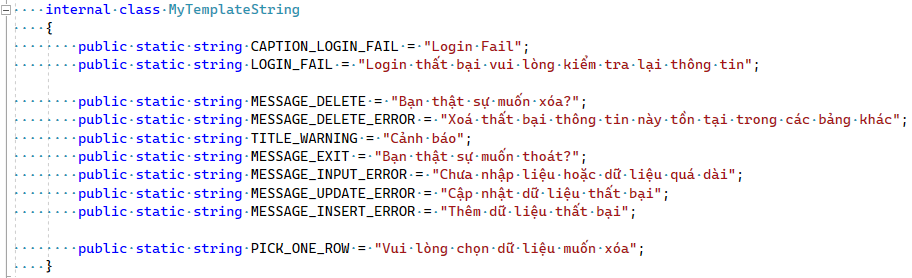 internal class MyTemplateString
{
public static string CAPTION_LOGIN_FAIL = "Login Fail";
public static string LOGIN_FAIL = "Login thất bại vui lòng kiểm tra lại thông tin";
public static string MESSAGE_DELETE = "Bạn thật sự muốn xóa?";
public static string MESSAGE_DELETE_ERROR = "Xoá thất bại thông tin này tồn tại trong các bảng khác";
public static string TITLE_WARNING = "Cảnh báo";
public static string MESSAGE_EXIT = "Bạn thật sự muốn thoát?";
public static string MESSAGE_INPUT_ERROR = "Chưa nhập liệu hoặc dữ liệu quá dài";
public static string MESSAGE_UPDATE_ERROR = "Cập nhật dữ liệu thất bại";
public static string MESSAGE_INSERT_ERROR = "Thêm dữ liệu thất bại";
public static string PICK_ONE_ROW = "Vui lòng chọn dữ liệu muốn xóa";
}